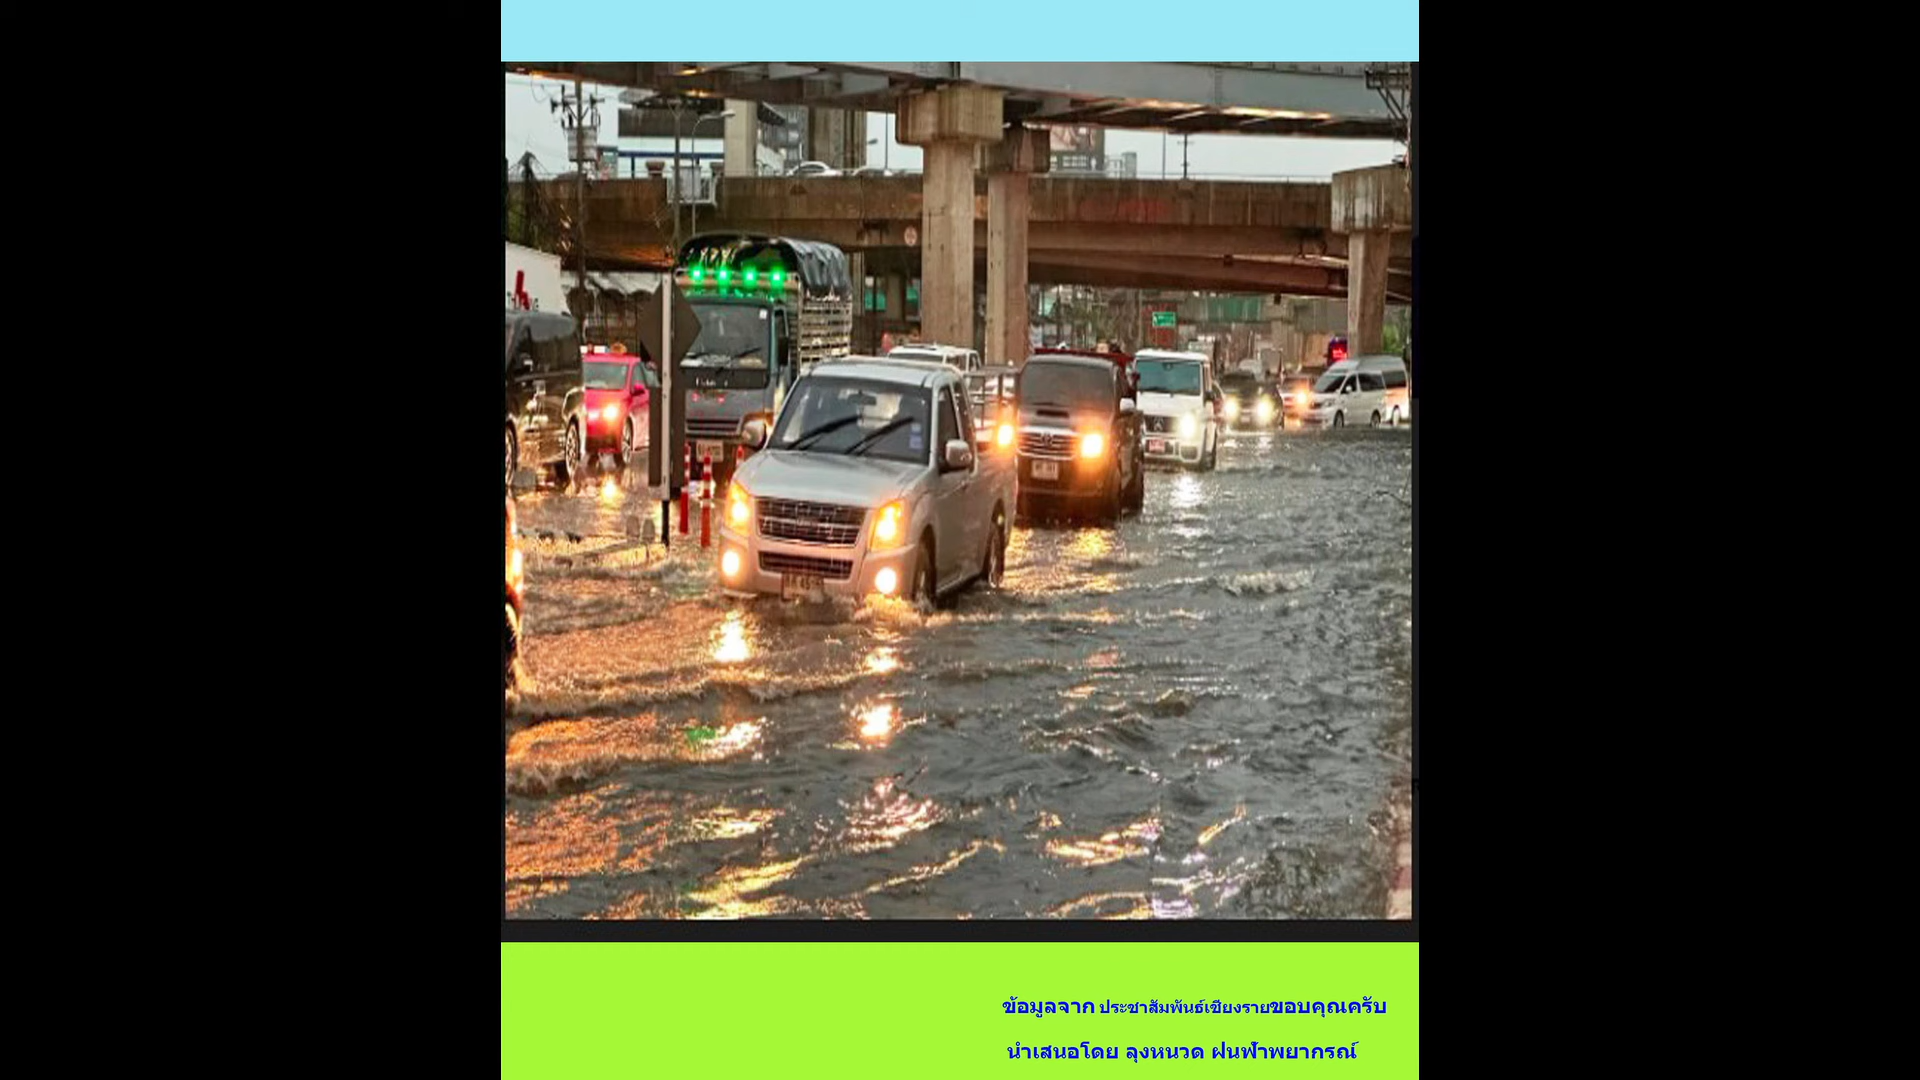 ข้อมูลจาก ประชาสัมพันธ์เชียงรายขอบคุณครับ
นำเสนอโดย ลุงหนวด ฝนฟ้าพยากรณ์